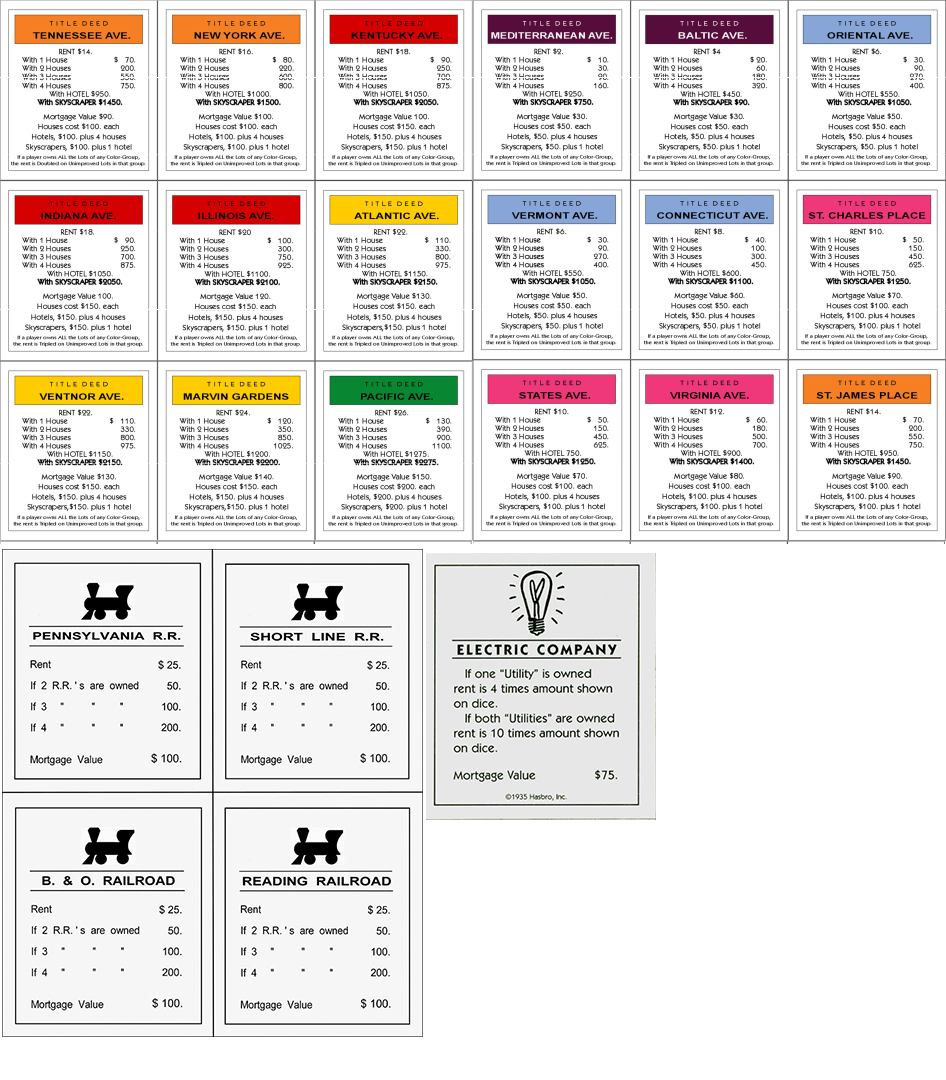 TITLE DEED
TENNESSEE AVE.
RENT $14.
With 1 House $ 70.
With 2 Houses 200.
With 3 Houses 550.
With 4 Houses 750.
With HOTEL $950.
With SKYSCRAPER $1450.
Mortgage Value $90.
Houses cost $100. each
Hotels, $100. plus 4 houses
Skyscrapers, $100. plus 1 hotel
If a player owns ALL the Lots of any Color-Group,
the rent is Doubled on Unimproved Lots in that group.
TITLE DEED
NEW YORK AVE.
RENT $16.
With 1 House $ 80.
With 2 Houses 220.
With 3 Houses 600.
With 4 Houses 800.
With HOTEL $1000.
With SKYSCRAPER $1500.
Mortgage Value $100.
Houses cost $100. each
Hotels, $100. plus 4 houses
Skyscrapers, $100. plus 1 hotel
If a player owns ALL the Lots of any Color-Group,
the rent is Tripled on Unimproved Lots in that group.
TITLE DEED
KENTUCKY AVE.
RENT $18.
With 1 House $ 90.
With 2 Houses 250.
With 3 Houses 700.
With 4 Houses 875.
With HOTEL $1050.
With SKYSCRAPER $2050.
Mortgage Value 100.
Houses cost $150. each
Hotels, $150. plus 4 houses
Skyscrapers, $150. plus 1 hotel
If a player owns ALL the Lots of any Color-Group,
the rent is Tripled on Unimproved Lots in that group.
TITLE DEED
MEDITERRANEAN AVE.
RENT $2.
With 1 House $ 10.
With 2 Houses 30.
With 3 Houses 90.
With 4 Houses 160.
With HOTEL $250.
With SKYSCRAPER $750.
Mortgage Value $30.
Houses cost $50. each
Hotels, $50. plus 4 houses
Skyscrapers, $50. plus 1 hotel
If a player owns ALL the Lots of any Color-Group,
the rent is Tripled on Unimproved Lots in that group.
TITLE DEED
BALTIC AVE.
RENT $4
With 1 House $ 20.
With 2 Houses 60.
With 3 Houses 180.
With 4 Houses 320.
With HOTEL $450.
With SKYSCRAPER $90.
Mortgage Value $30.
Houses cost $50. each
Hotels, $50. plus 4 houses
Skyscrapers, $50. plus 1 hotel
If a player owns ALL the Lots of any Color-Group,
the rent is Tripled on Unimproved Lots in that group.
TITLE DEED
ORIENTAL AVE.
RENT $6.
With 1 House $ 30.
With 2 Houses 90.
With 3 Houses 270.
With 4 Houses 400.
With HOTEL $550.
With SKYSCRAPER $1050.
Mortgage Value $50.
Houses cost $50. each
Hotels, $50. plus 4 houses
Skyscrapers, $50. plus 1 hotel
If a player owns ALL the Lots of any Color-Group,
the rent is Tripled on Unimproved Lots in that group.
TITLE DEED
INDIANA AVE.
RENT $18.
With 1 House $ 90.
With 2 Houses 250.
With 3 Houses 700.
With 4 Houses 875.
With HOTEL $1050.
With SKYSCRAPER $2050.
Mortgage Value 100.
Houses cost $150. each
Hotels, $150. plus 4 houses
Skyscrapers, $150. plus 1 hotel
If a player owns ALL the Lots of any Color-Group,
the rent is Tripled on Unimproved Lots in that group.
TITLE DEED
ILLINOIS AVE.
RENT $20
With 1 House $ 100.
With 2 Houses 300.
With 3 Houses 750.
With 4 Houses 925.
With HOTEL $1100.
With SKYSCRAPER $2100.
Mortgage Value 120.
Houses cost $150. each
Hotels, $150. plus 4 houses
Skyscrapers, $150. plus 1 hotel
If a player owns ALL the Lots of any Color-Group,
the rent is Tripled on Unimproved Lots in that group.
TITLE DEED
ATLANTIC AVE.
RENT $22.
With 1 House $ 110.
With 2 Houses 330.
With 3 Houses 800.
With 4 Houses 975.
With HOTEL $1150.
With SKYSCRAPER $2150.
Mortgage Value $130.
Houses cost $150. each
Hotels, $150. plus 4 houses
Skyscrapers,$150. plus 1 hotel
If a player owns ALL the Lots of any Color-Group,
the rent is Tripled on Unimproved Lots in that group.
TITLE DEED
VERMONT AVE.
RENT $6.
With 1 House $ 30.
With 2 Houses 90.
With 3 Houses 270.
With 4 Houses 400.
With HOTEL $550.
With SKYSCRAPER $1050.
Mortgage Value $50.
Houses cost $50. each
Hotels, $50. plus 4 houses
Skyscrapers, $50. plus 1 hotel
If a player owns ALL the Lots of any Color-Group,
the rent is Tripled on Unimproved Lots in that group.
TITLE DEED
CONNECTICUT AVE.
RENT $8.
With 1 House $ 40.
With 2 Houses 100.
With 3 Houses 300.
With 4 Houses 450.
With HOTEL $600.
With SKYSCRAPER $1100.
Mortgage Value $60.
Houses cost $50. each
Hotels, $50. plus 4 houses
Skyscrapers, $50. plus 1 hotel
If a player owns ALL the Lots of any Color-Group,
the rent is Tripled on Unimproved Lots in that group.
TITLE DEED
ST. CHARLES PLACE
RENT $10.
With 1 House $ 50.
With 2 Houses 150.
With 3 Houses 450.
With 4 Houses 625.
With HOTEL 750.
With SKYSCRAPER $1250.
Mortgage Value $70.
Houses cost $100. each
Hotels, $100. plus 4 houses
Skyscrapers, $100. plus 1 hotel
If a player owns ALL the Lots of any Color-Group,
the rent is Tripled on Unimproved Lots in that group.
TITLE DEED
VENTNOR AVE.
RENT $22.
With 1 House $ 110.
With 2 Houses 330.
With 3 Houses 800.
With 4 Houses 975.
With HOTEL $1150.
With SKYSCRAPER $2150.
Mortgage Value $130.
Houses cost $150. each
Hotels, $150. plus 4 houses
Skyscrapers,$150. plus 1 hotel
If a player owns ALL the Lots of any Color-Group,
the rent is Tripled on Unimproved Lots in that group.
TITLE DEED
MARVIN GARDENS
RENT $24.
With 1 House $ 120.
With 2 Houses 350.
With 3 Houses 850.
With 4 Houses 1025.
With HOTEL $1200.
With SKYSCRAPER $2200.
Mortgage Value $140.
Houses cost $150. each
Hotels, $150. plus 4 houses
Skyscrapers,$150. plus 1 hotel
If a player owns ALL the Lots of any Color-Group,
the rent is Tripled on Unimproved Lots in that group.
TITLE DEED
PACIFIC AVE.
RENT $26.
With 1 House $ 130.
With 2 Houses 390.
With 3 Houses 900.
With 4 Houses 1100.
With HOTEL $1275.
With SKYSCRAPER $2275.
Mortgage Value $150.
Houses cost $200. each
Hotels, $200. plus 4 houses
Skyscrapers, $200. plus 1 hotel
If a player owns ALL the Lots of any Color-Group,
the rent is Tripled on Unimproved Lots in that group.
TITLE DEED
STATES AVE.
RENT $10.
With 1 House $ 50.
With 2 Houses 150.
With 3 Houses 450.
With 4 Houses 625.
With HOTEL 750.
With SKYSCRAPER $1250.
Mortgage Value $70.
Houses cost $100. each
Hotels, $100. plus 4 houses
Skyscrapers, $100. plus 1 hotel
If a player owns ALL the Lots of any Color-Group,
the rent is Tripled on Unimproved Lots in that group.
TITLE DEED
VIRGINIA AVE.
RENT $12.
With 1 House $ 60.
With 2 Houses 180.
With 3 Houses 500.
With 4 Houses 700.
With HOTEL $900.
With SKYSCRAPER $1400.
Mortgage Value $80.
Houses cost $100. each
Hotels, $100. plus 4 houses
Skyscrapers, $100. plus 1 hotel
If a player owns ALL the Lots of any Color-Group,
the rent is Tripled on Unimproved Lots in that group.
TITLE DEED
ST. JAMES PLACE
RENT $14.
With 1 House $ 70.
With 2 Houses 200.
With 3 Houses 550.
With 4 Houses 750.
With HOTEL $950.
With SKYSCRAPER $1450.
Mortgage Value $90.
Houses cost $100. each
Hotels, $100. plus 4 houses
Skyscrapers, $100. plus 1 hotel
If a player owns ALL the Lots of any Color-Group,
the rent is Tripled on Unimproved Lots in that group.
PENNSYLVANIA R.R.
Rent $ 25.
If 2 R.R.'s are owned 50.
If 3 " " " 100.
If 4 " " " 200.
Mortgage Value $ 100.
SHORT LINE R.R.
Rent $ 25.
If 2 R.R.'s are owned 50.
If 3 " " " 100.
If 4 " " " 200.
Mortgage Value $ 100.
ELECTRIC COMPANY
If one “Utility” is owned
rent is 4 times amount shown
on dice.
If both “Utilities” are owned
rent is 10 times amount shown
on dice.
Mortgage Value $75.
©1935 Hasbro, Inc.
B. & O. RAILROAD
Rent $ 25.
If 2 R.R.'s are owned 50.
If 3 " " " 100.
If 4 " " " 200.
Mortgage Value $ 100.
READING RAILROAD
Rent $ 25.
If 2 R.R.'s are owned 50.
If 3 " " " 100.
If 4 " " " 200.
Mortgage Value $ 100.